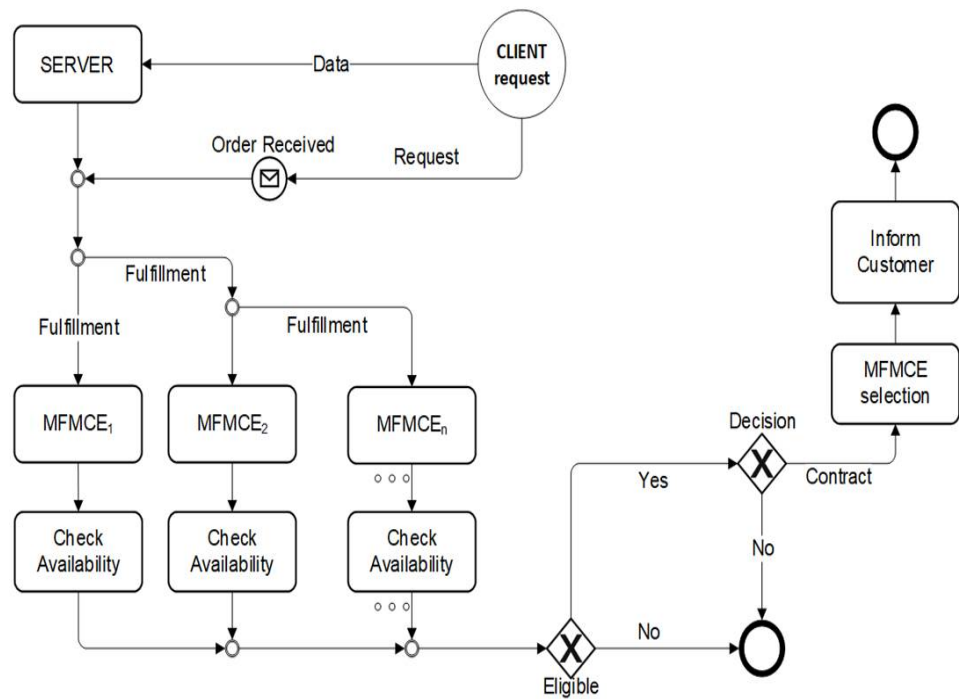 SERVER
Data
CLIENT
request
Order Received
Request
Fulfillment
Fulfillment
Fulfillment
Inform
Customer
MFMCE
selection
MFMCE₁
MFMCE₂
MFMCEₙ
Decision
Yes
X
Contract
Check
Availability
Check
Availability
Check
Availability
No
No
X
Eligible